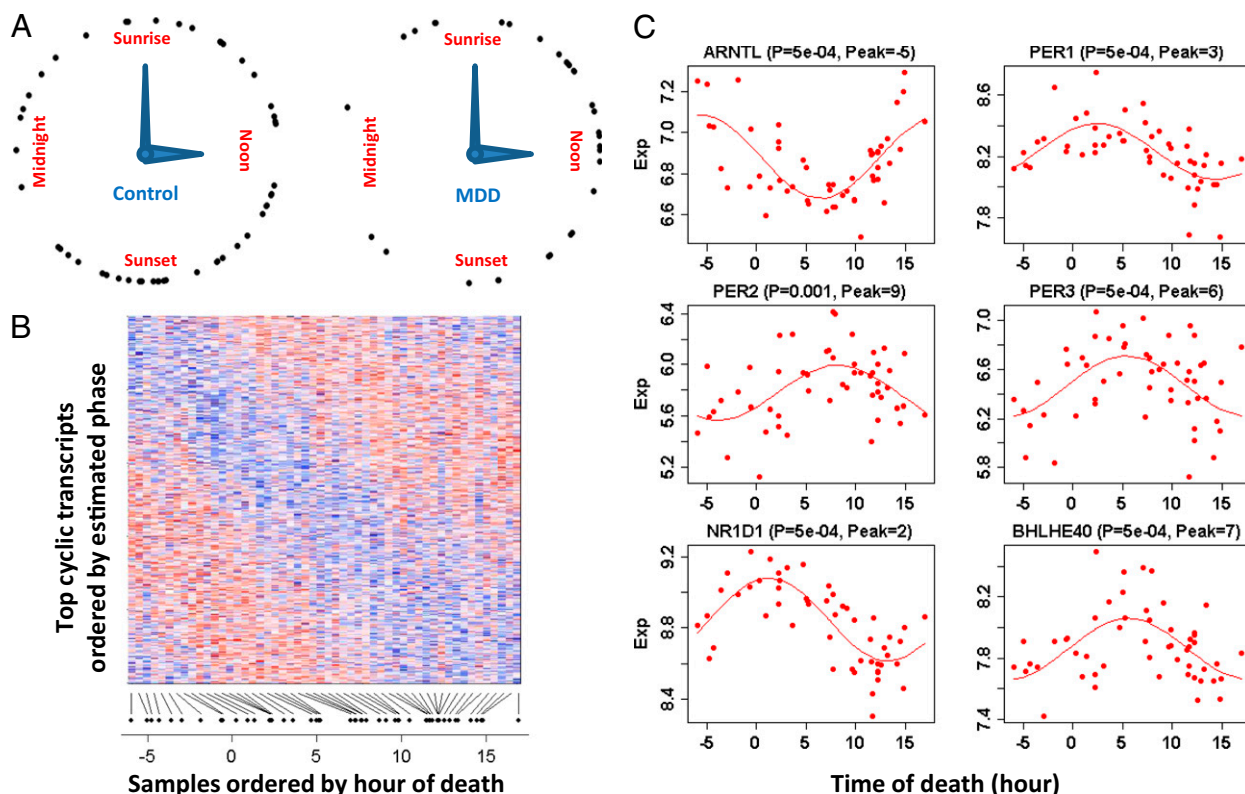 A
Sunrise
Midnight
Noon
Control
Sunset
Sunrise
Midnight
Noon
MDD
Sunset
B
Top cyclic transcripts
ordered by estimated phase
-5 0 5 10 15
Samples ordered by hour of death
C
ARNTL (P=5e-04, Peak=-5)
Exp
7.2
7.0
6.8
6.6
-5 0 5 10 15
PER1 (P=5e-04, Peak=3)
8.6
8.2
7.8
-5 0 5 10 15
PER2 (P=0.001, Peak=9)
Exp
6.4
6.0
5.6
5.2
-5 0 5 10 15
PER3 (P=5e-04, Peak=6)
7.0
6.6
6.2
5.8
-5 0 5 10 15
NR1D1 (P=5e-04, Peak=2)
Exp
9.2
8.8
8.4
-5 0 5 10 15
BHLHE40 (P=5e-04, Peak=7)
8.2
7.8
7.4
-5 0 5 10 15
Time of death (hour)